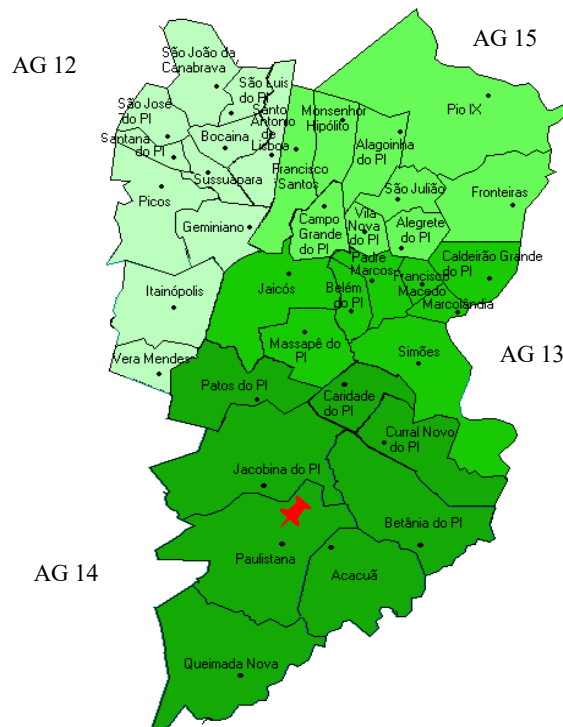 AG 15
AG 12
São João da
Canabrava
São Luis
do PI
Pio IX
São José
do PI
Santo
Antonio
de
Lisboa
Monsenhor
Hipólito
Santana
do PI
Bocaina
Alagoinha
do PI
Sussuapara
Francisco
Santos
São Julião
Picos
Fronteiras
Geminiano
Campo
Grande
do PI
Vila
Nova
do PI
Alegrete
do PI
Caldeirão Grande
do PI
Padre
Marcos
Francisco
Macedo
Jaicós
Belém
do PI
Marcolândia
Itainópolis
Massapê do
PI
Simões
AG 13
Vera Mendes
Patos do PI
Caridade
do PI
Curral Novo
do PI
Jacobina do PI
Betânia do PI
Paulistana
AG 14
Acacuã
Queimada Nova